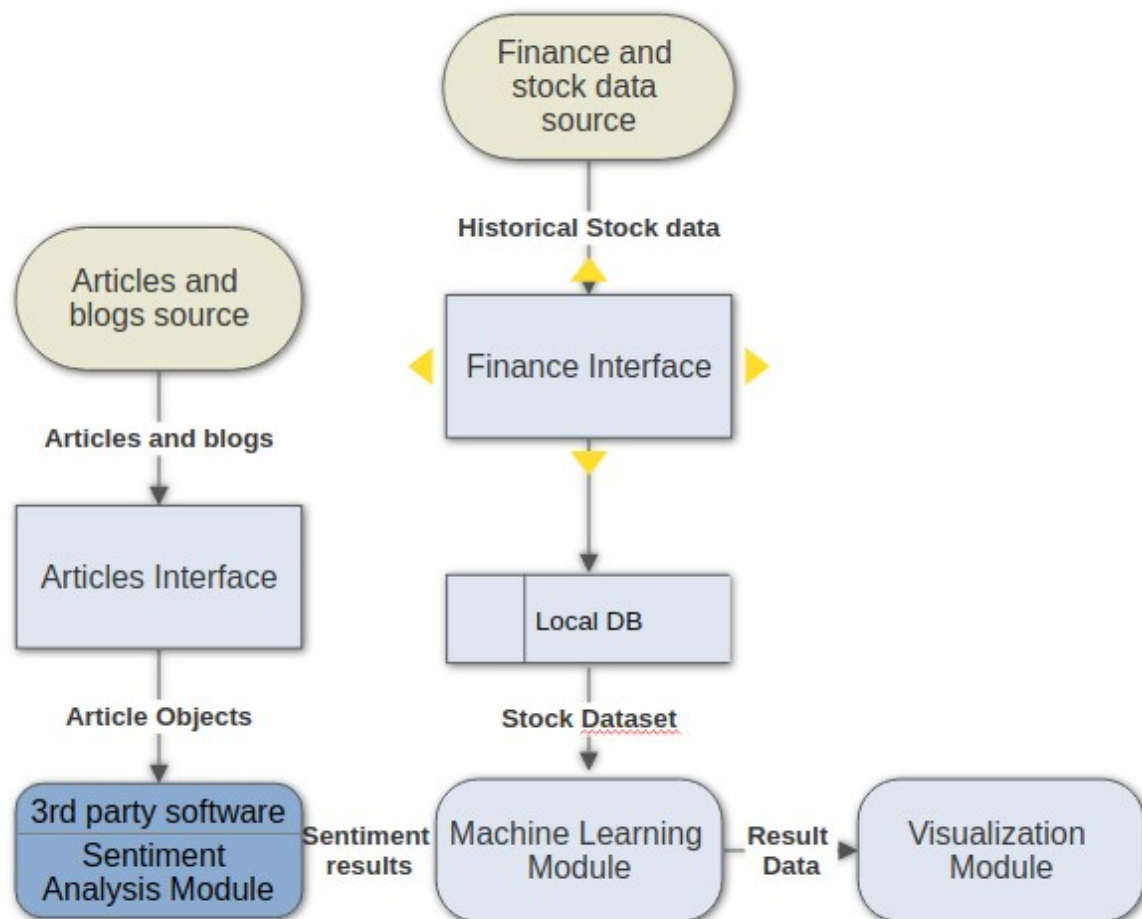 Finance and
stock data
source
Historical Stock data
Articles and
blogs source
Finance Interface
Articles and blogs
Articles Interface
Local DB
Article Objects
Stock Dataset
3rd party software
Sentiment
Analysis Module
Sentiment
results
Machine Learning
Module
Result
Data
Visualization
Module